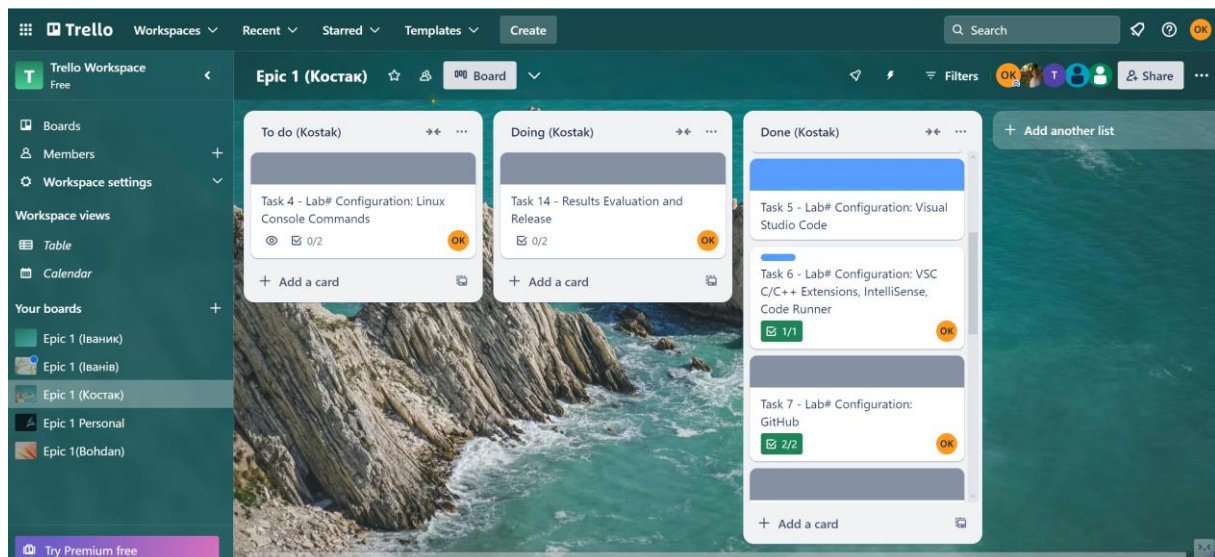 Trello Workspaces Recent Starred Templates Create Search OK
T Trello Workspace
Free
Epic 1 (Костак) Board Filters OK T Share
Boards
Members
Workspace settings
Workspace views
Table
Calendar
Your boards
Epic 1 (Іваник)
Epic 1 (Іванів)
Epic 1 (Костак)
Epic 1 Personal
Epic 1(Bohdan)
Try Premium free
To do (Kostak)
Task 4 - Lab# Configuration: Linux
Console Commands
0/2 OK
+ Add a card
Doing (Kostak)
Task 14 - Results Evaluation and
Release
0/2 OK
+ Add a card
Done (Kostak)
Task 5 - Lab# Configuration: Visual
Studio Code
Task 6 - Lab# Configuration: VSC
C/C++ Extensions, IntelliSense,
Code Runner
1/1 OK
Task 7 - Lab# Configuration:
GitHub
2/2 OK
+ Add a card
+ Add another list